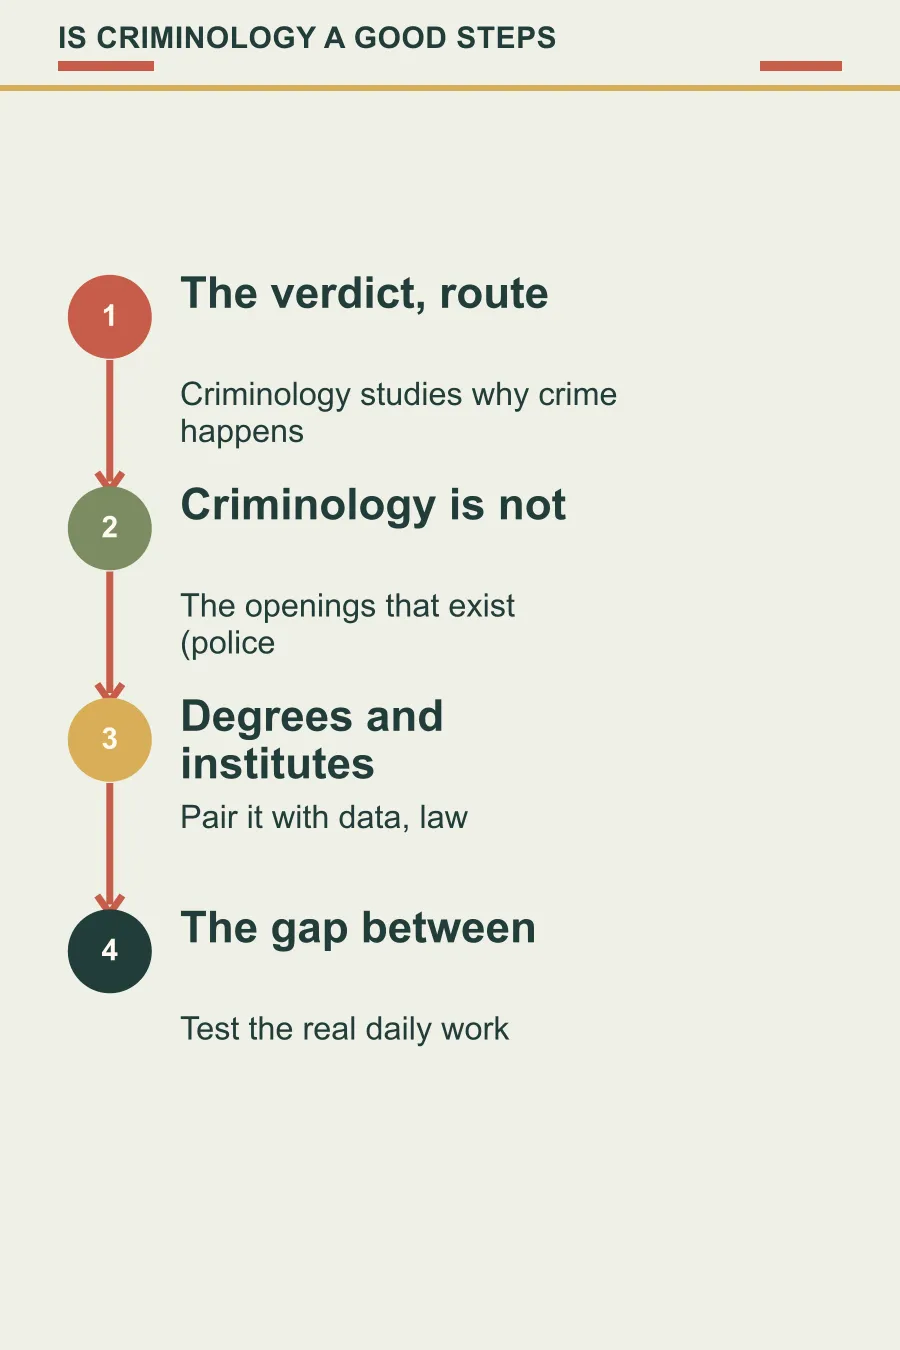 IS CRIMINOLOGY A GOOD STEPS
1
The verdict, route
Criminology studies why crime
happens
2
Criminology is not
The openings that exist
(police
3
Degrees and
institutes
Pair it with data, law
4
The gap between
Test the real daily work